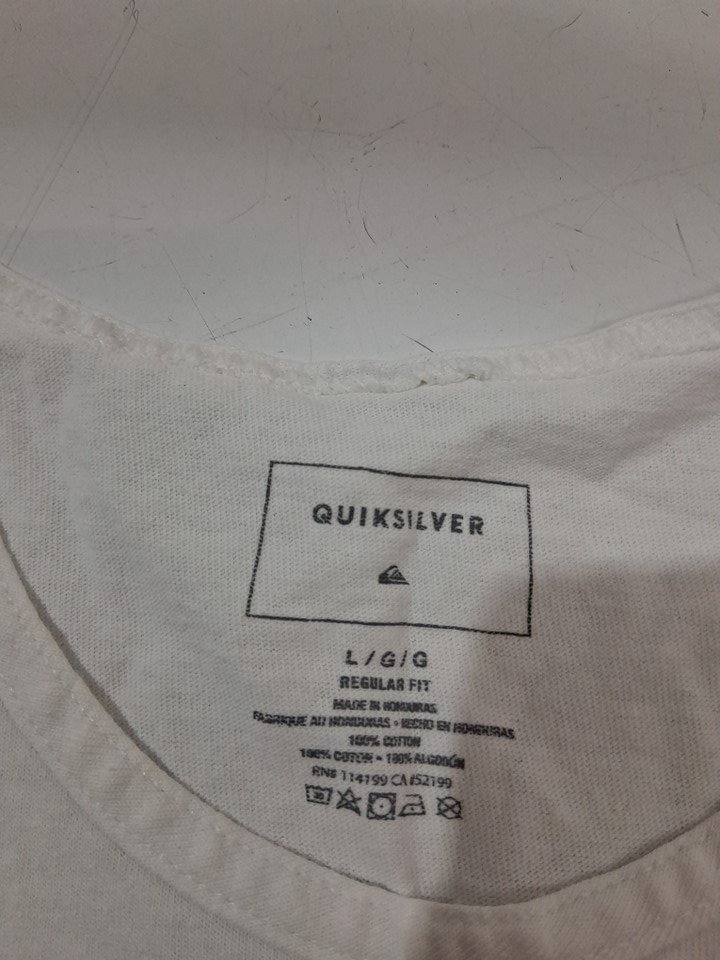 QUIKSILVER
L/G/G
REGULAR FIT
MADE IN HONDURAS
FABRIQUE AU HONDURAS • HECHO EN HONDURAS
100% COTTON
100% COTON • 100% ALGODÓN
RN# 114199 CA#52199
30